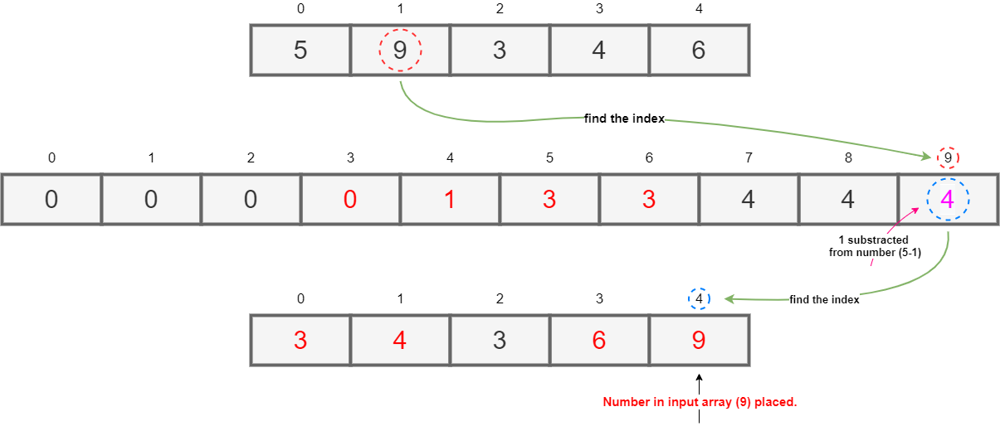 0 1 2 3 4
5 9 3 4 6
find the index
0 1 2 3 4 5 6 7 8 9
0 0 0 0 1 3 3 4 4 4
1 substracted
from number (5-1)
0 1 2 3 4
find the index
3 4 3 6 9
Number in input array (9) placed.